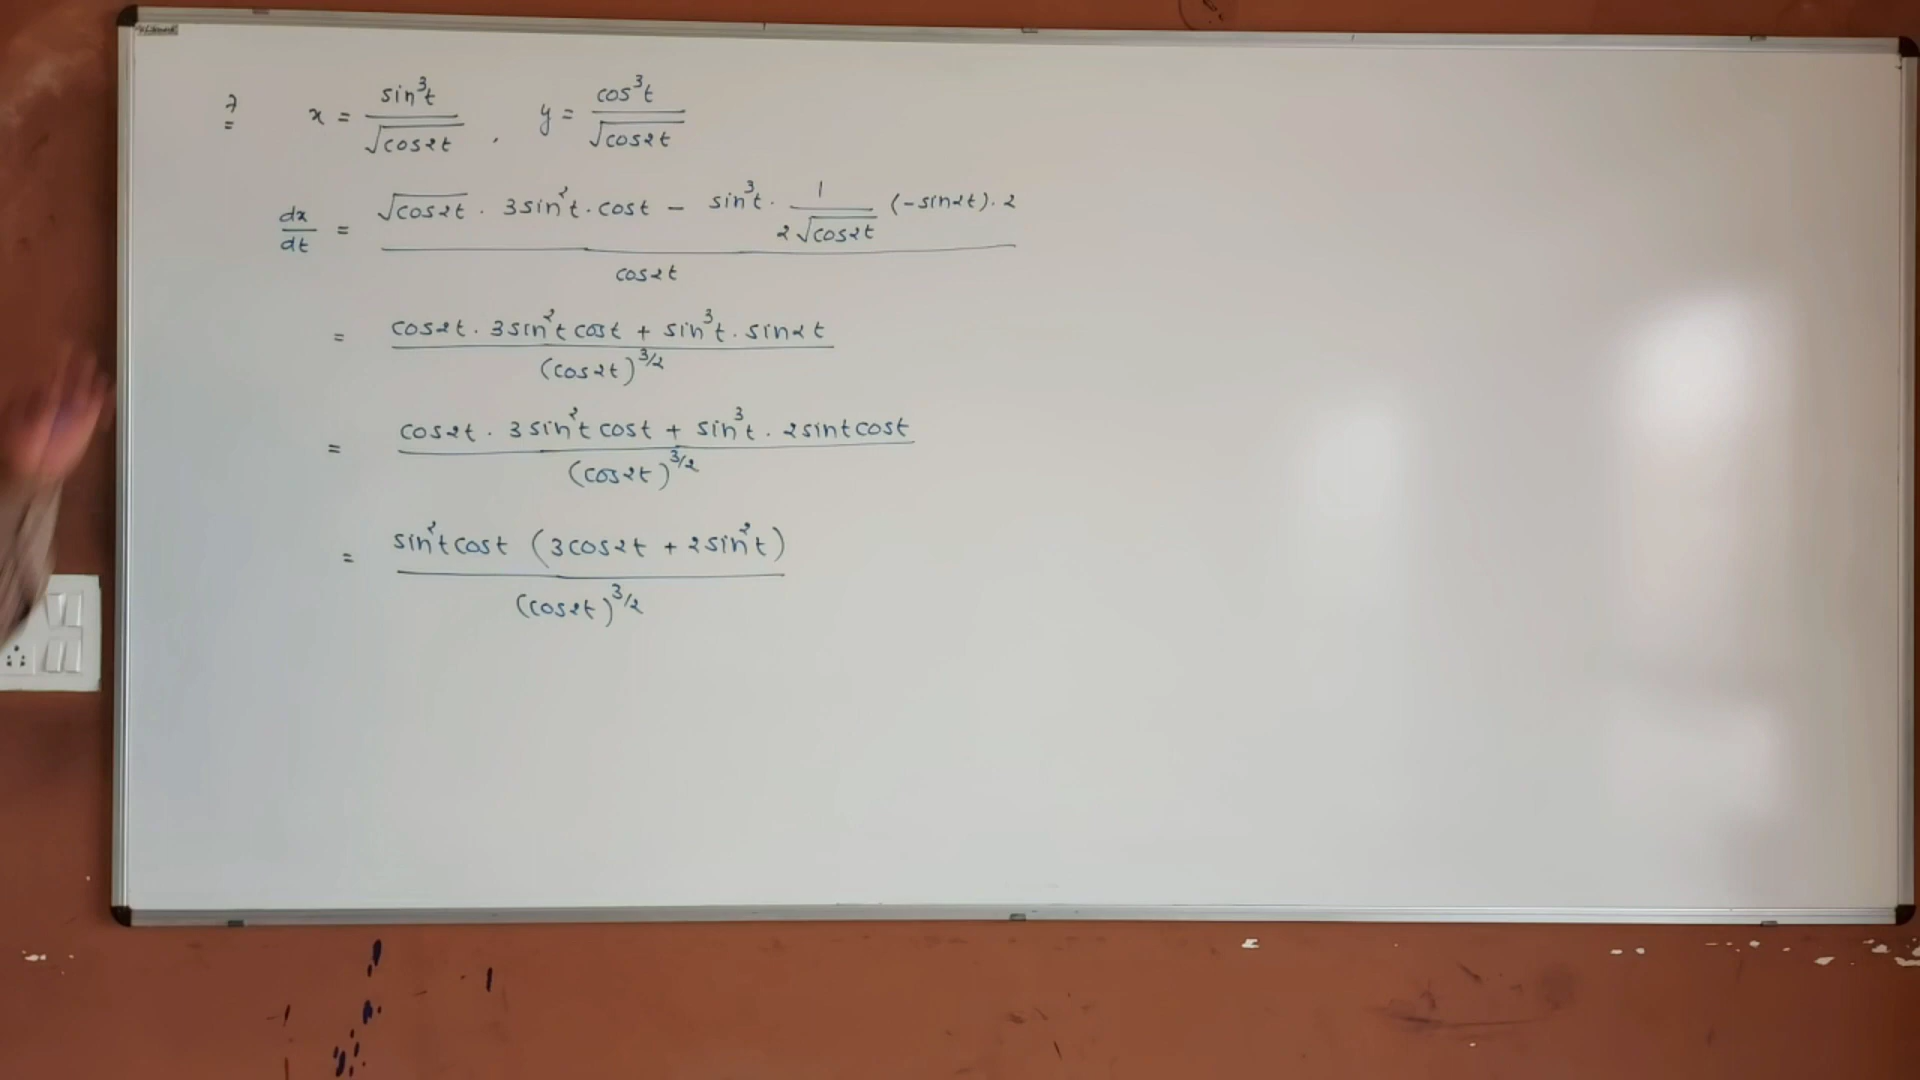 7 x = sin³t / √cos2t , y = cos³t / √cos2t
dx/dt = (√cos2t · 3sin²t · cost − sin³t · 1/(2√cos2t) (-sin2t) · 2) / cos2t
= (cos2t · 3sin²t cost + sin³t · sin2t) / (cos2t)^3/2
= (cos2t · 3sin²t cost + sin³t · 2sint cost) / (cos2t)^3/2
= sin²t cost (3cos2t + 2sin²t) / (cos2t)^3/2